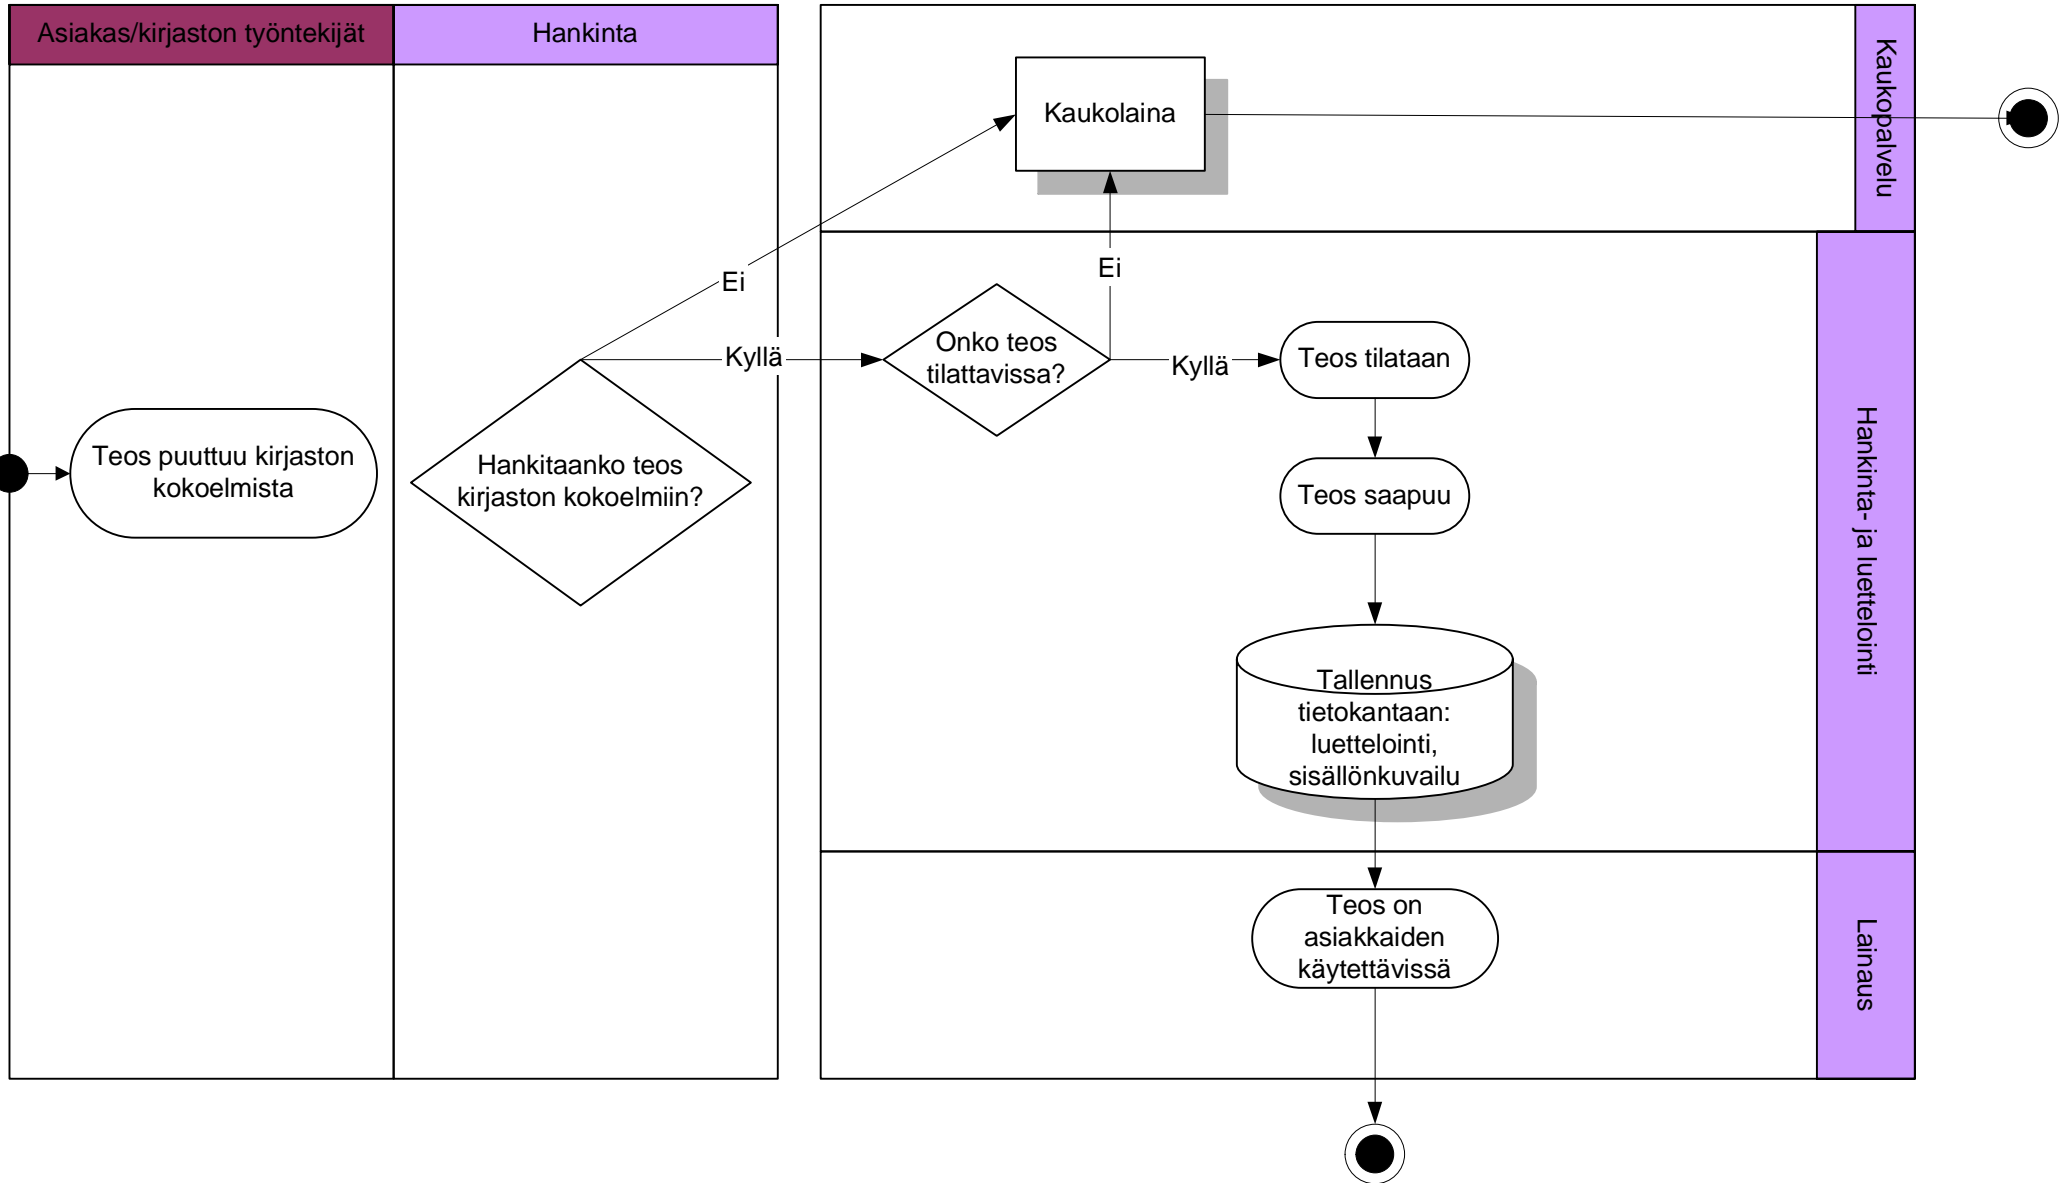 Asiakas/kirjaston työntekijät
Hankinta
Kaukolaina
Kaukopalvelu
Ei
Ei
Kyllä
Onko teos
tilattavissa?
Kyllä
Teos tilataan
Teos puuttuu kirjaston
kokoelmista
Hankitaanko teos
kirjaston kokoelmiin?
Teos saapuu
Hankinta- ja luettelointi
Tallennus
tietokantaan:
luettelointi,
sisällönkuvailu
Teos on
asiakkaiden
käytettävissä
Lainaus